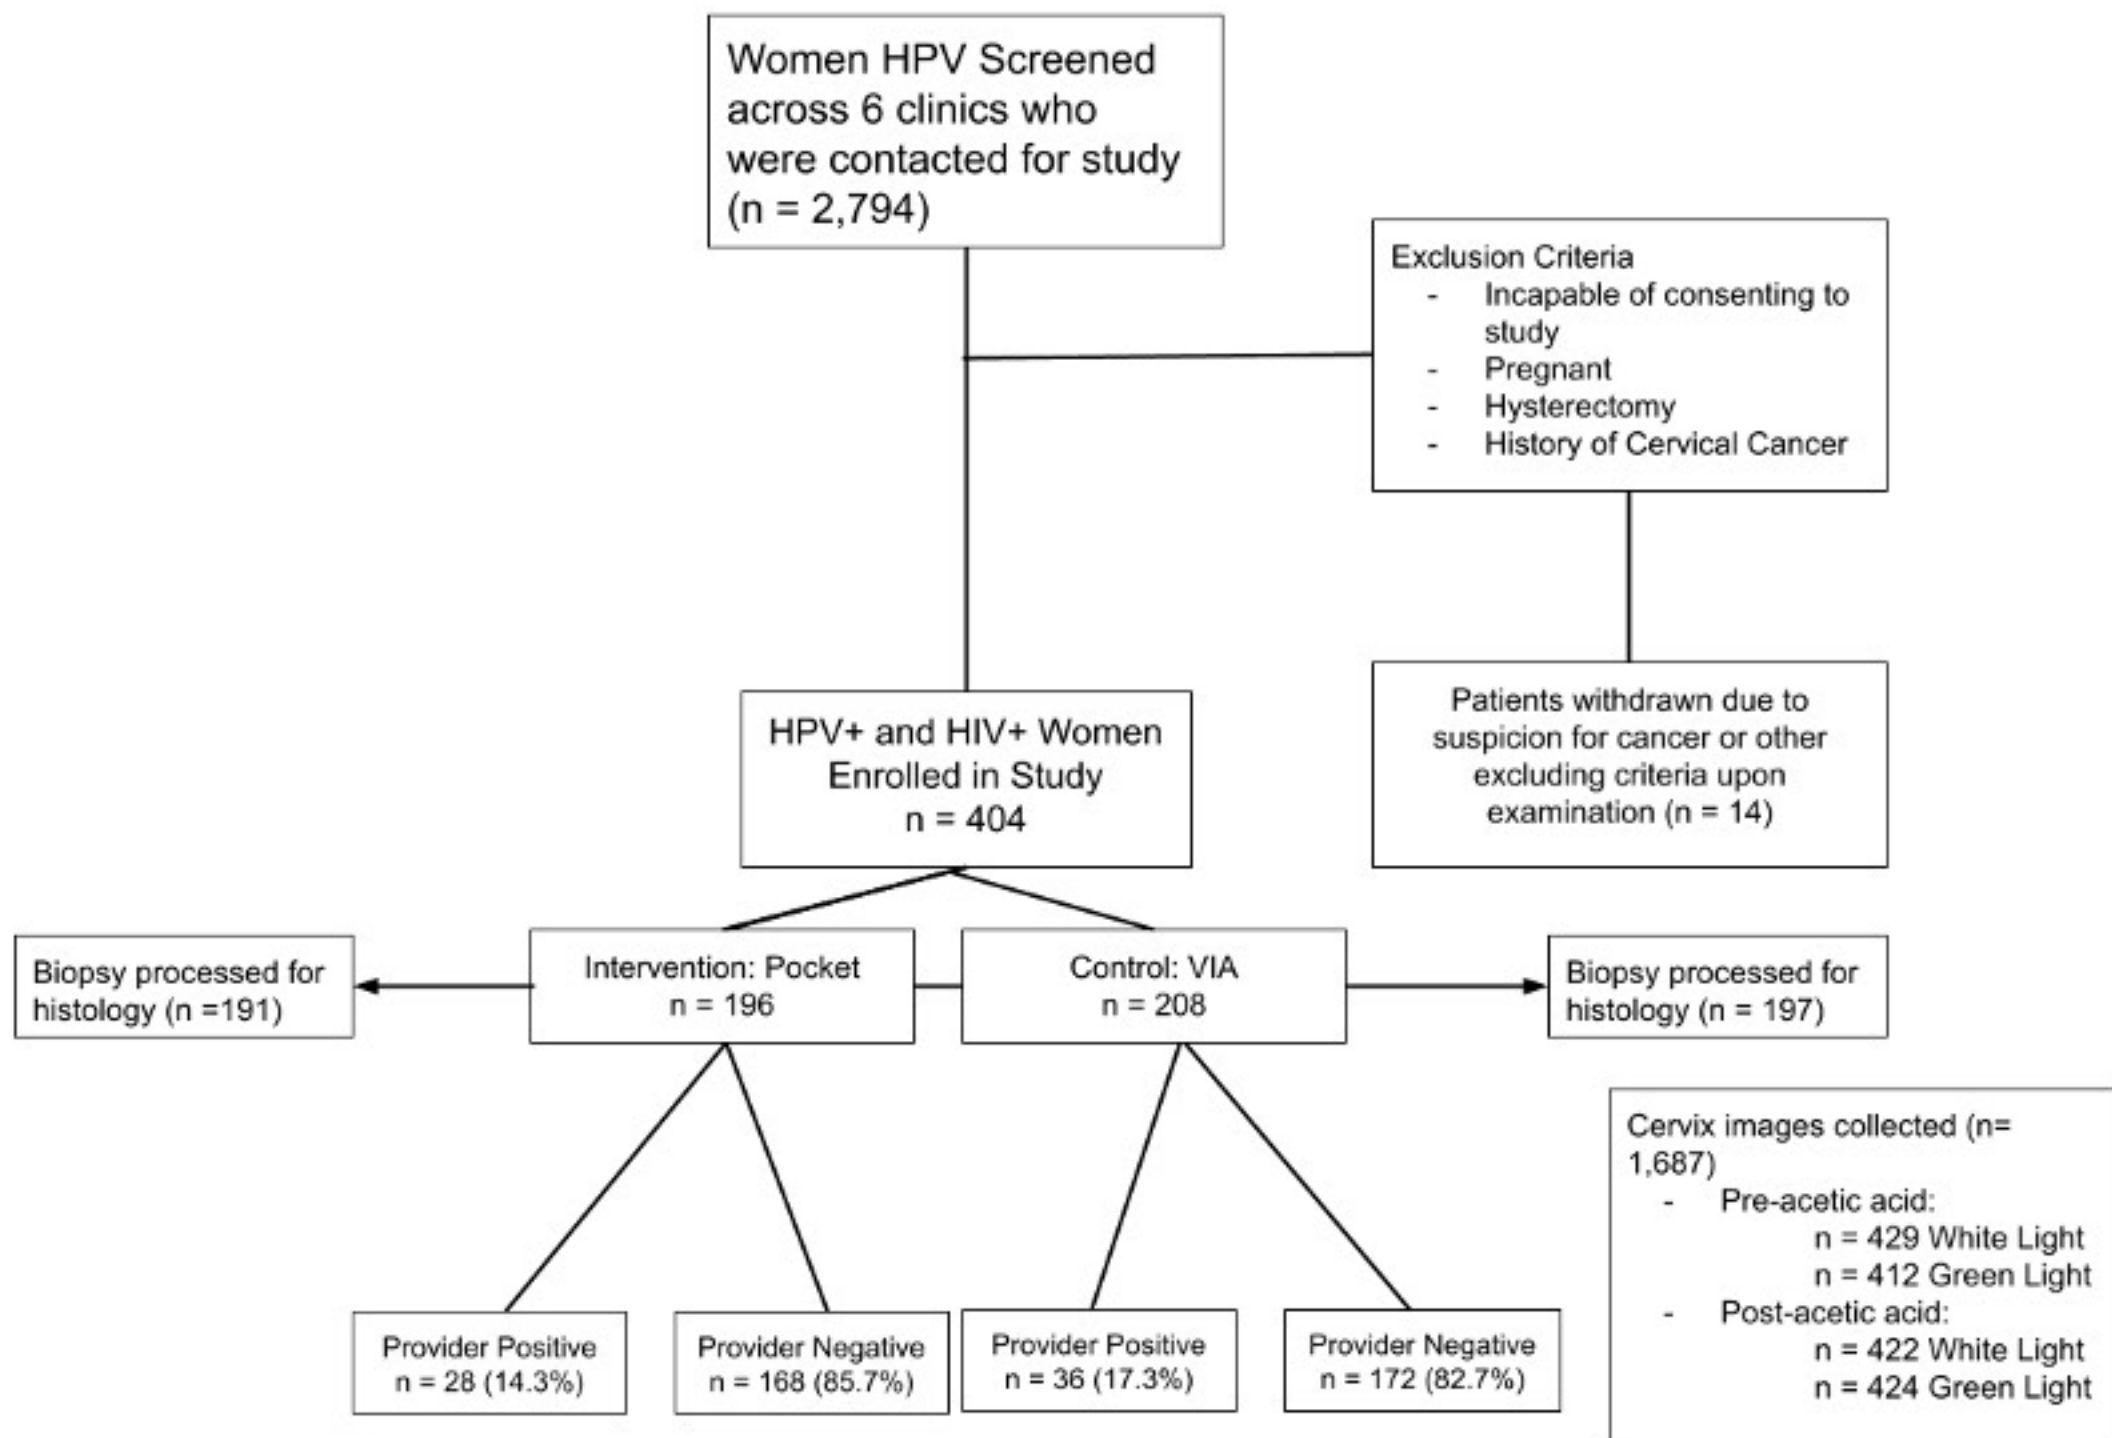 Women HPV Screened
across 6 clinics who
were contacted for study
(n = 2,794)
Exclusion Criteria
- Incapable of consenting to
study
- Pregnant
- Hysterectomy
- History of Cervical Cancer
HPV+ and HIV+ Women
Enrolled in Study
n = 404
Patients withdrawn due to
suspicion for cancer or other
excluding criteria upon
examination (n = 14)
Biopsy processed for
histology (n =191)
Intervention: Pocket
n = 196
Control: VIA
n = 208
Biopsy processed for
histology (n = 197)
Provider Positive
n = 28 (14.3%)
Provider Negative
n = 168 (85.7%)
Provider Positive
n = 36 (17.3%)
Provider Negative
n = 172 (82.7%)
Cervix images collected (n=
1,687)
- Pre-acetic acid:
n = 429 White Light
n = 412 Green Light
- Post-acetic acid:
n = 422 White Light
n = 424 Green Light